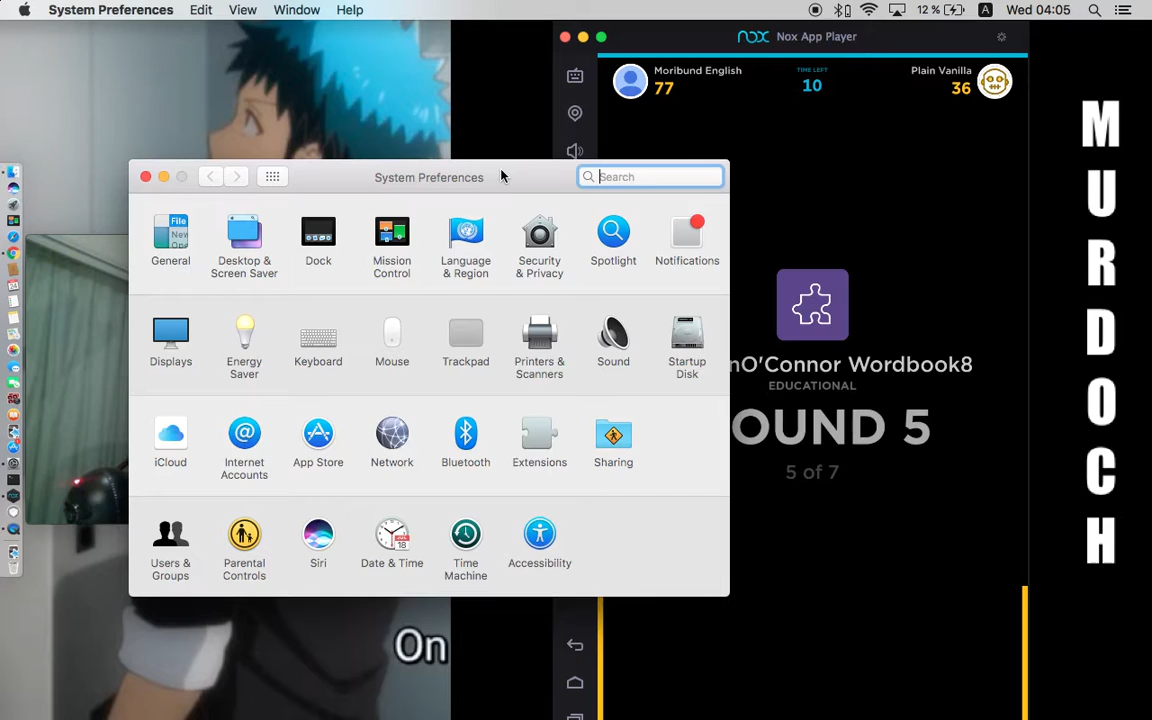 System Preferences Edit View Window Help 12 % A Wed 04:05
nox Nox App Player
Moribund English
77
TIME LEFT
10
Plain Vanilla
36
System Preferences
Search
General
Desktop & Screen Saver
Dock
Mission Control
Language & Region
Security & Privacy
Spotlight
Notifications
Displays
Energy Saver
Keyboard
Mouse
Trackpad
Printers & Scanners
Sound
Startup Disk
iCloud
Internet Accounts
App Store
Network
Bluetooth
Extensions
Sharing
Users & Groups
Parental Controls
Siri
Date & Time
Time Machine
Accessibility
nO'Connor Wordbook8
EDUCATIONAL
OUND 5
5 of 7
On
MURDOCH